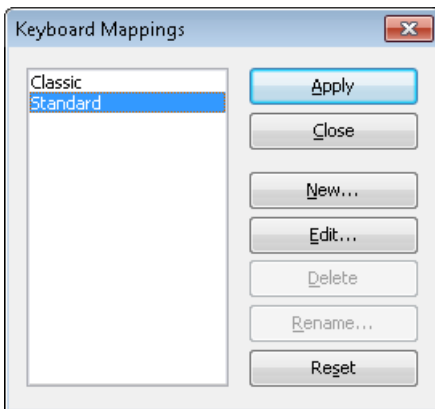 Keyboard Mappings
Classic
Standard
Apply
Close
New...
Edit...
Delete
Rename...
Reset